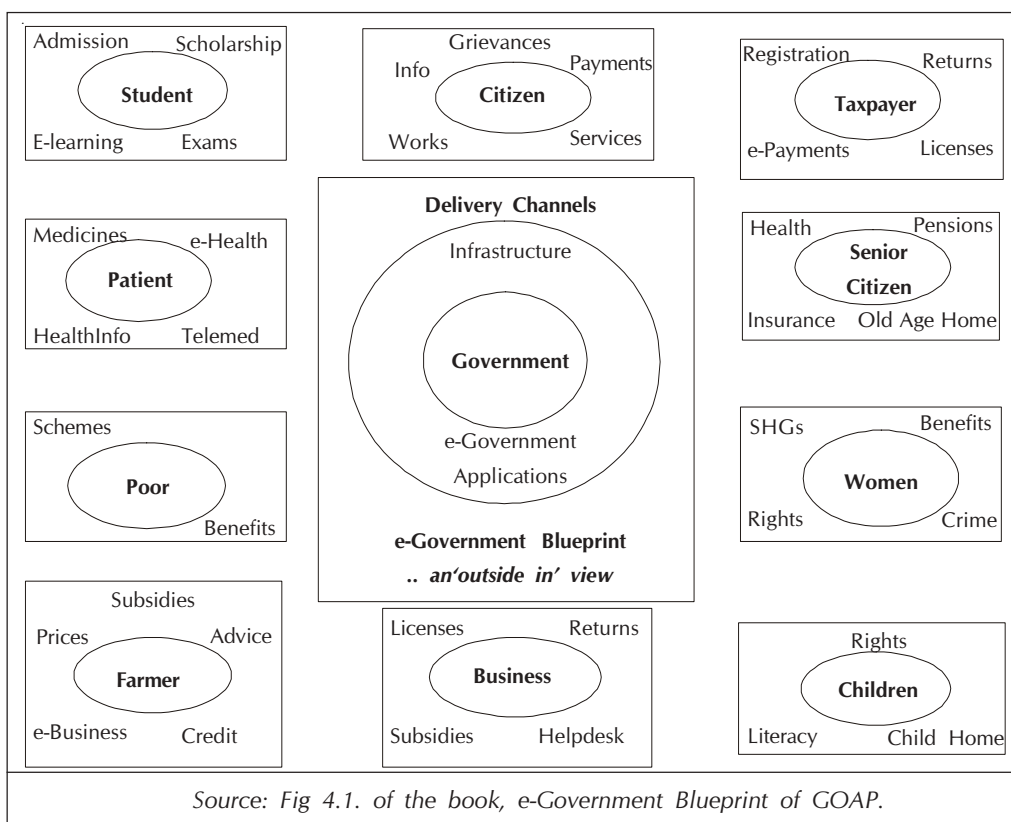 Admission Scholarship
Student
E-learning Exams
Grievances
Info Payments
Citizen
Works Services
Registration Returns
Taxpayer
e-Payments Licenses
Medicines e-Health
Patient
HealthInfo Telemed
Delivery Channels
Infrastructure
Government
e-Government
Applications
e-Government Blueprint
.. an‘outside in’ view
Health Pensions
Senior
Citizen
Insurance Old Age Home
Schemes
Poor
Benefits
SHGs Benefits
Women
Rights Crime
Subsidies
Prices Advice
Farmer
e-Business Credit
Licenses Returns
Business
Subsidies Helpdesk
Rights
Children
Literacy Child Home
Source: Fig 4.1. of the book, e-Government Blueprint of GOAP.